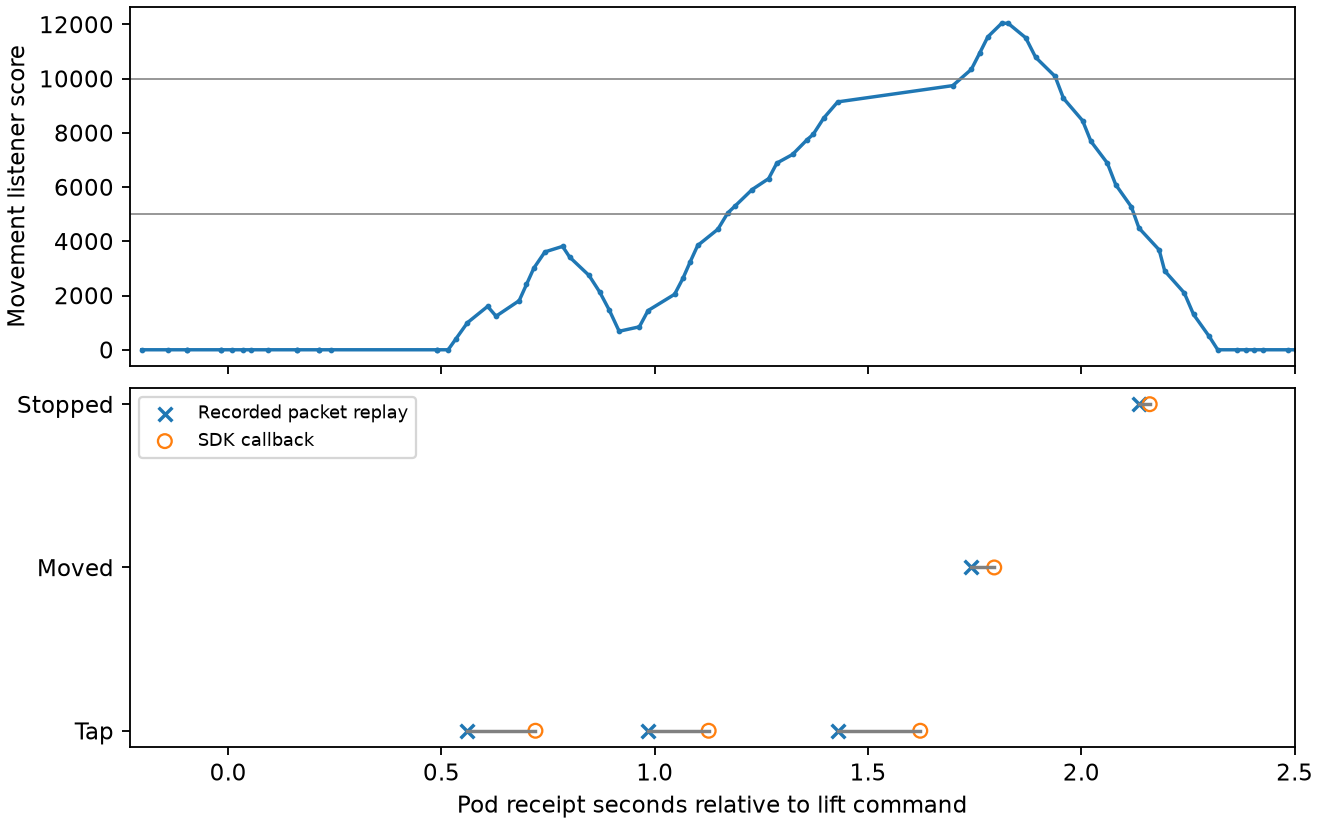 Movement listener score
12000
10000
8000
6000
4000
2000
0
Stopped
Moved
Tap
Recorded packet replay
SDK callback
0.0 0.5 1.0 1.5 2.0 2.5
Pod receipt seconds relative to lift command